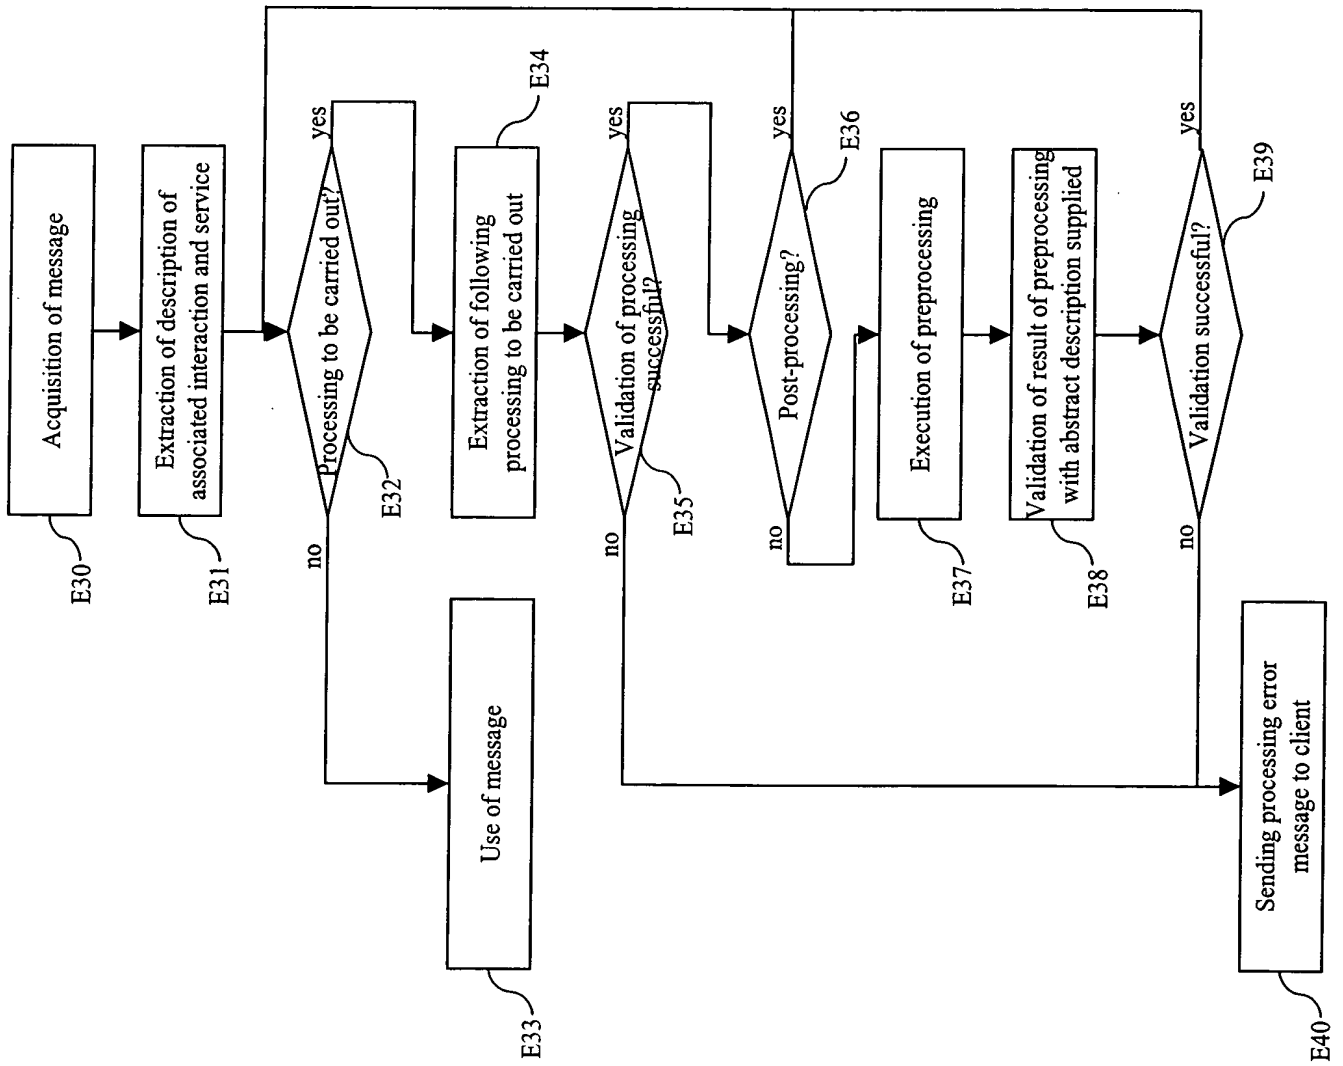 Acquisition of message
E30
Extraction of description of
associated interaction and service
E31
Processing to be carried out?
yes
no
E32
Use of message
E33
Extraction of following
processing to be carried out
E34
Validation of processing
successful?
yes
no
E35
Post-processing?
yes
no
E36
Execution of preprocessing
E37
Validation of result of preprocessing
with abstract description supplied
E38
Validation successful?
yes
no
E39
Sending processing error
message to client
E40